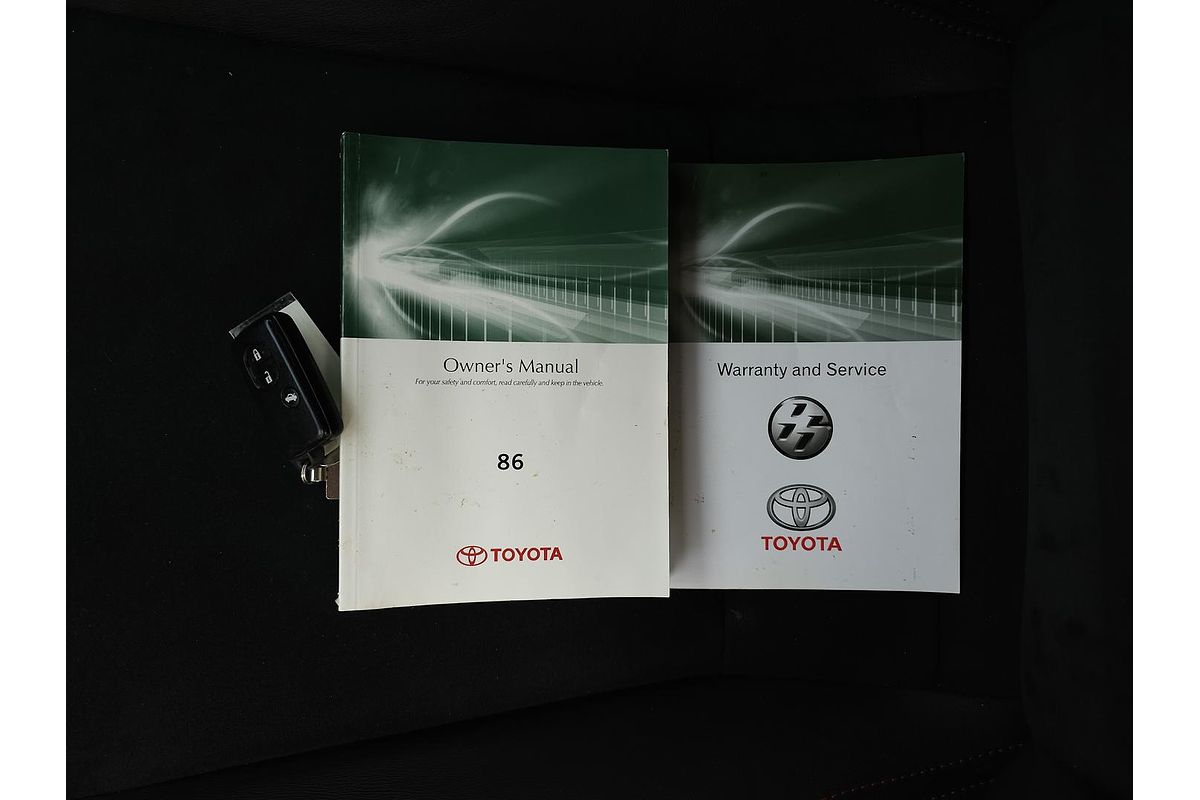 Owner's Manual
For your safety and comfort, read carefully and keep in the vehicle.
86
TOYOTA
Warranty and Service
TOYOTA